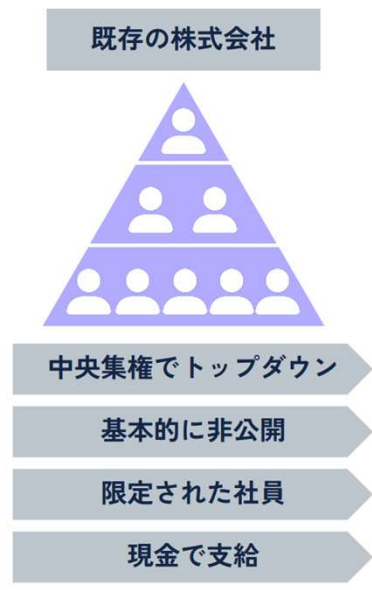 既存の株式会社
中央集権でトップダウン
基本的に非公開
限定された社員
現金で支給